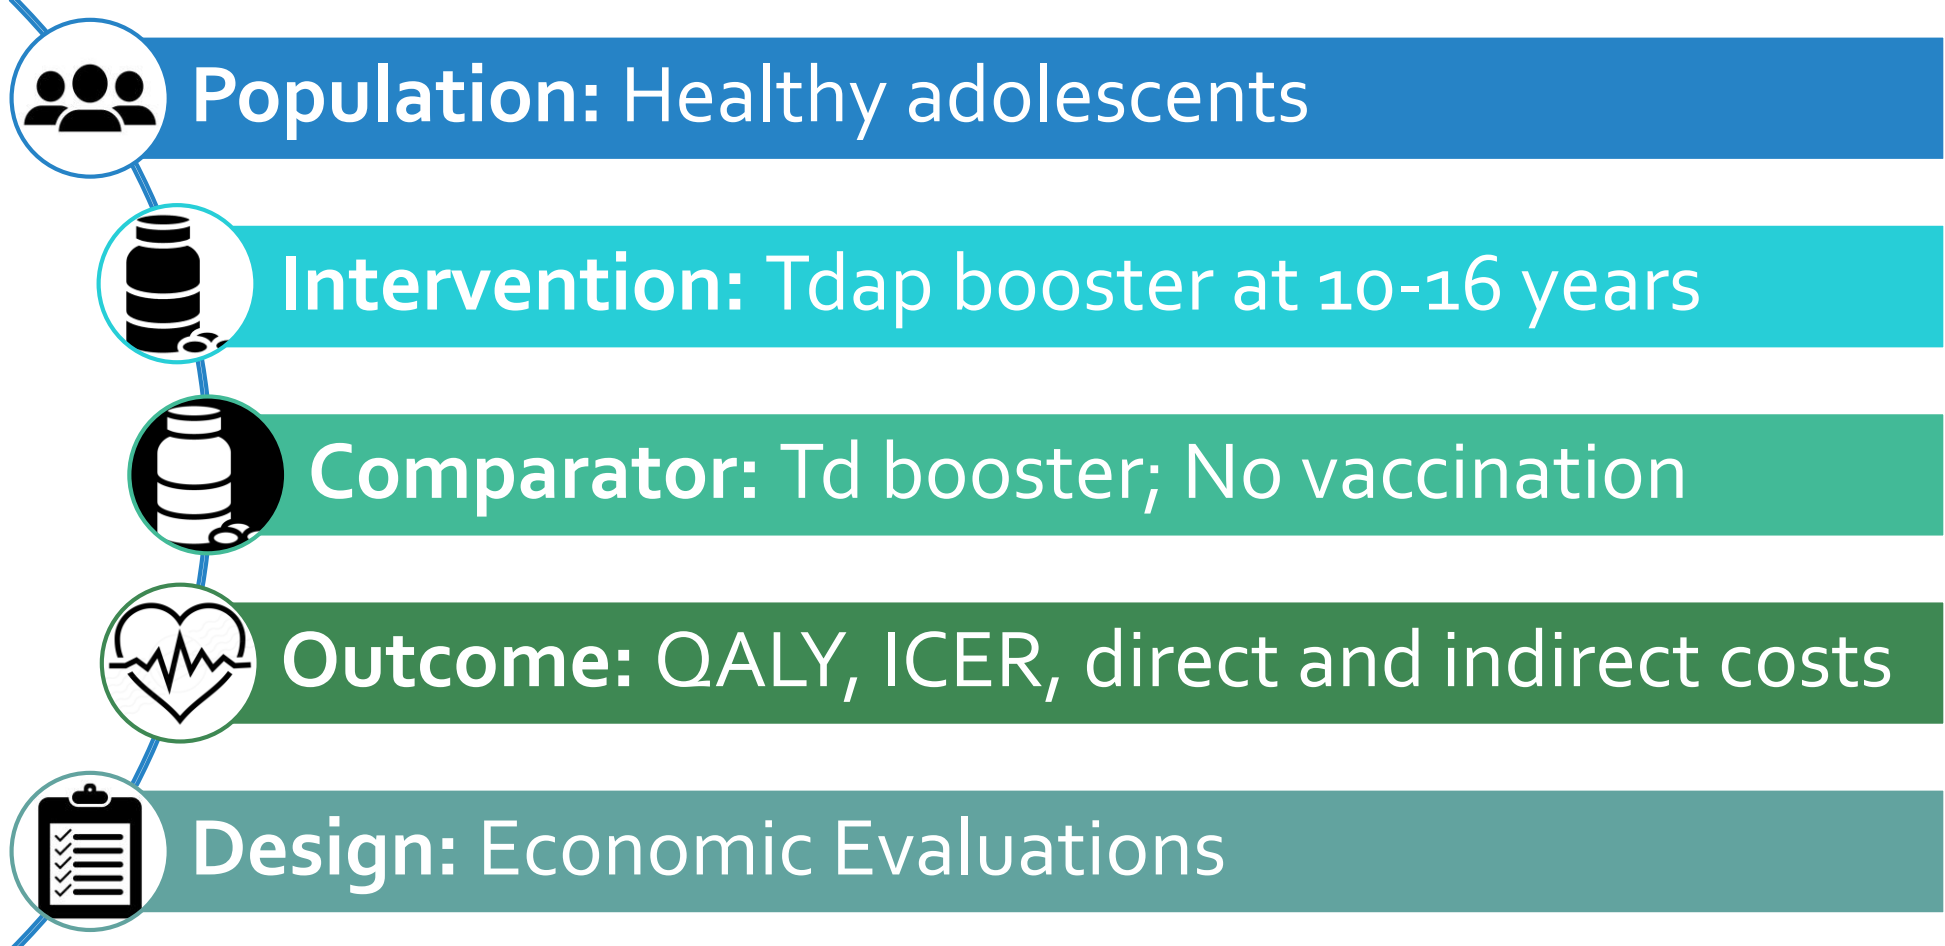 Population: Healthy adolescents
Intervention: Tdap booster at 10-16 years
Comparator: Td booster; No vaccination
Outcome: QALY, ICER, direct and indirect costs
Design: Economic Evaluations